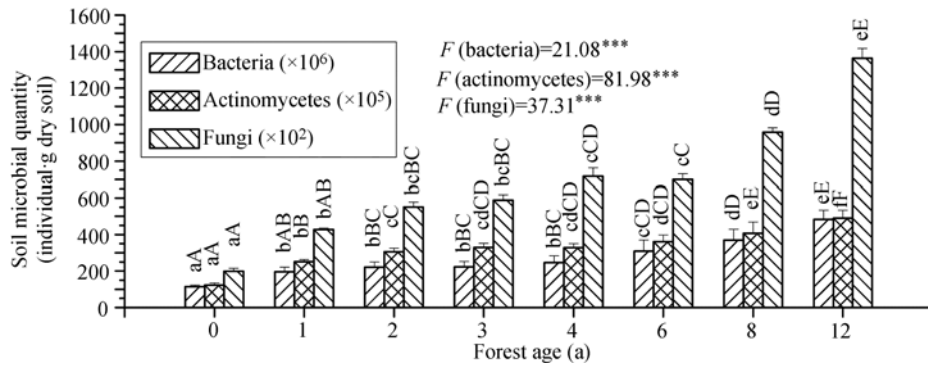 Soil microbial quantity
(individual·g dry soil)
1600
1400
1200
1000
800
600
400
200
0
Bacteria (×10⁶)
Actinomycetes (×10⁵)
Fungi (×10²)
F (bacteria)=21.08***
F (actinomycetes)=81.98***
F (fungi)=37.31***
aA
aA
aA
bAB
bB
bAB
bBC
cC
bcBC
bBC
cdCD
bcBC
bBC
cdCD
cCD
cCD
dCD
cC
dD
eE
dD
eE
fF
eE
0 1 2 3 4 6 8 12
Forest age (a)